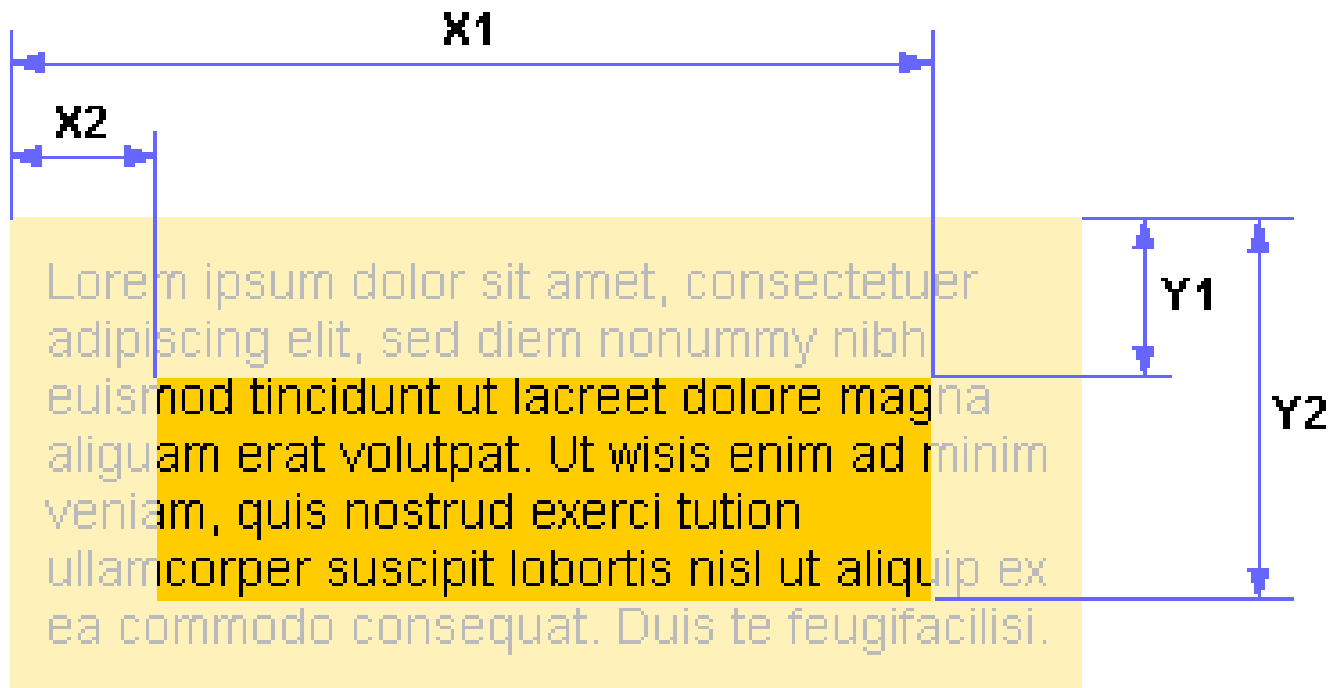 X1
X2
Lorem ipsum dolor sit amet, consectetuer
adipiscing elit, sed diem nonummy nibh
Y1
euismod tincidunt ut lacreet dolore magna
Y2
aliguam erat volutpat. Ut wisis enim ad minim
veniam, quis nostrud exerci tution
ullamcorper suscipit lobortis nisl ut aliquip ex
ea commodo consequat. Duis te feugifacilisi.